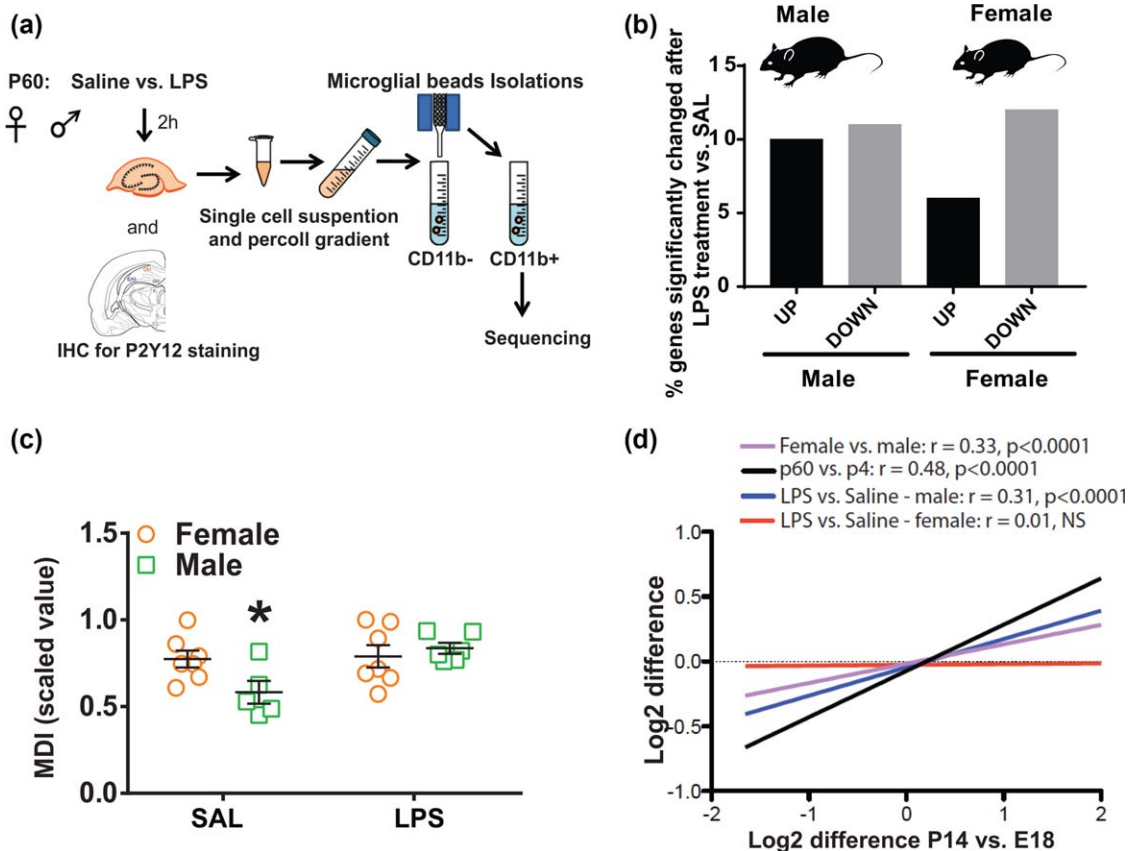 (a)
P60: Saline vs. LPS
2h
and
IHC for P2Y12 staining
Single cell suspention
and percoll gradient
Microglial beads Isolations
CD11b-
CD11b+
Sequencing
(b)
Male
Female
% genes significantly changed after
LPS treatment vs. SAL
15
10
5
0
UP
DOWN
UP
DOWN
Male
Female
(c)
MDI (scaled value)
1.5
1.0
0.5
0.0
Female
Male
*
SAL
LPS
(d)
Female vs. male: r = 0.33, p<0.0001
p60 vs. p4: r = 0.48, p<0.0001
LPS vs. Saline - male: r = 0.31, p<0.0001
LPS vs. Saline - female: r = 0.01, NS
Log2 difference
1.0
0.5
0.0
-0.5
-1.0
-2
-1
0
1
2
Log2 difference P14 vs. E18